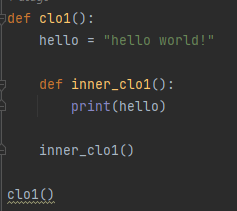 def clo1():
    hello = "hello world!"
    def inner_clo1():
        print(hello)
    inner_clo1()
clo1()